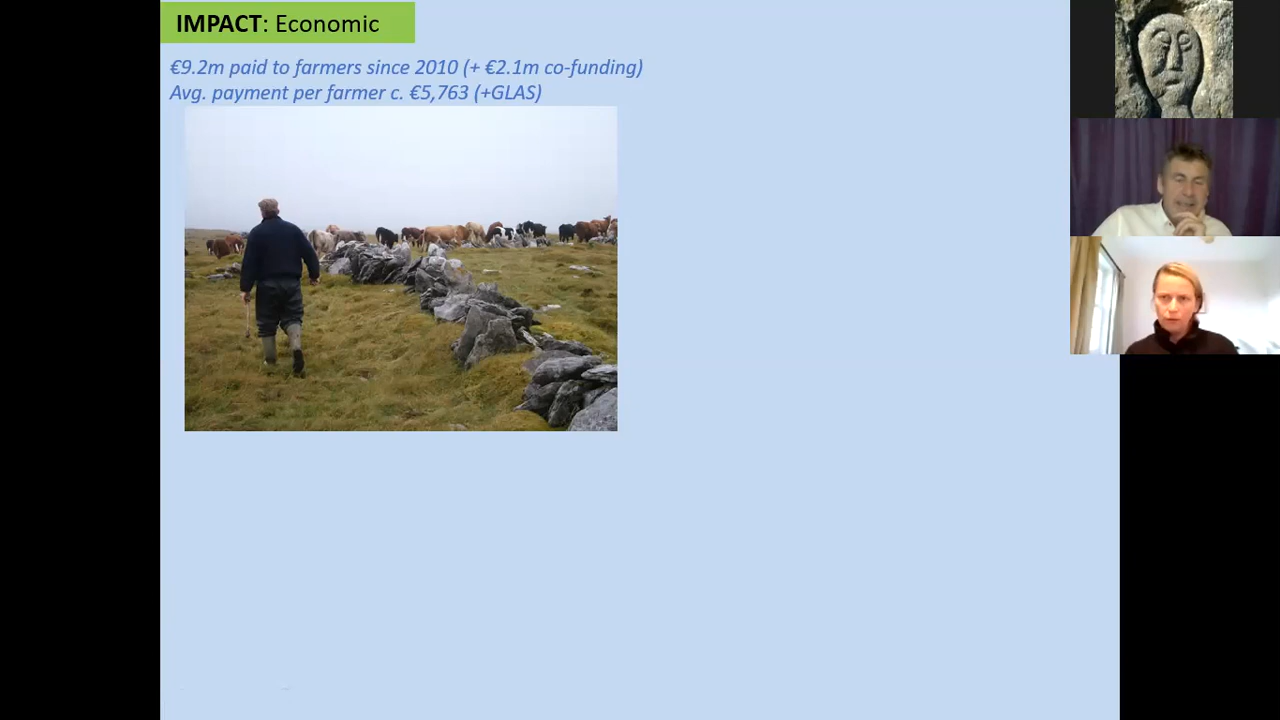 IMPACT: Economic
€9.2m paid to farmers since 2010 (+ €2.1m co-funding)
Avg. payment per farmer c. €5,763 (+GLAS)